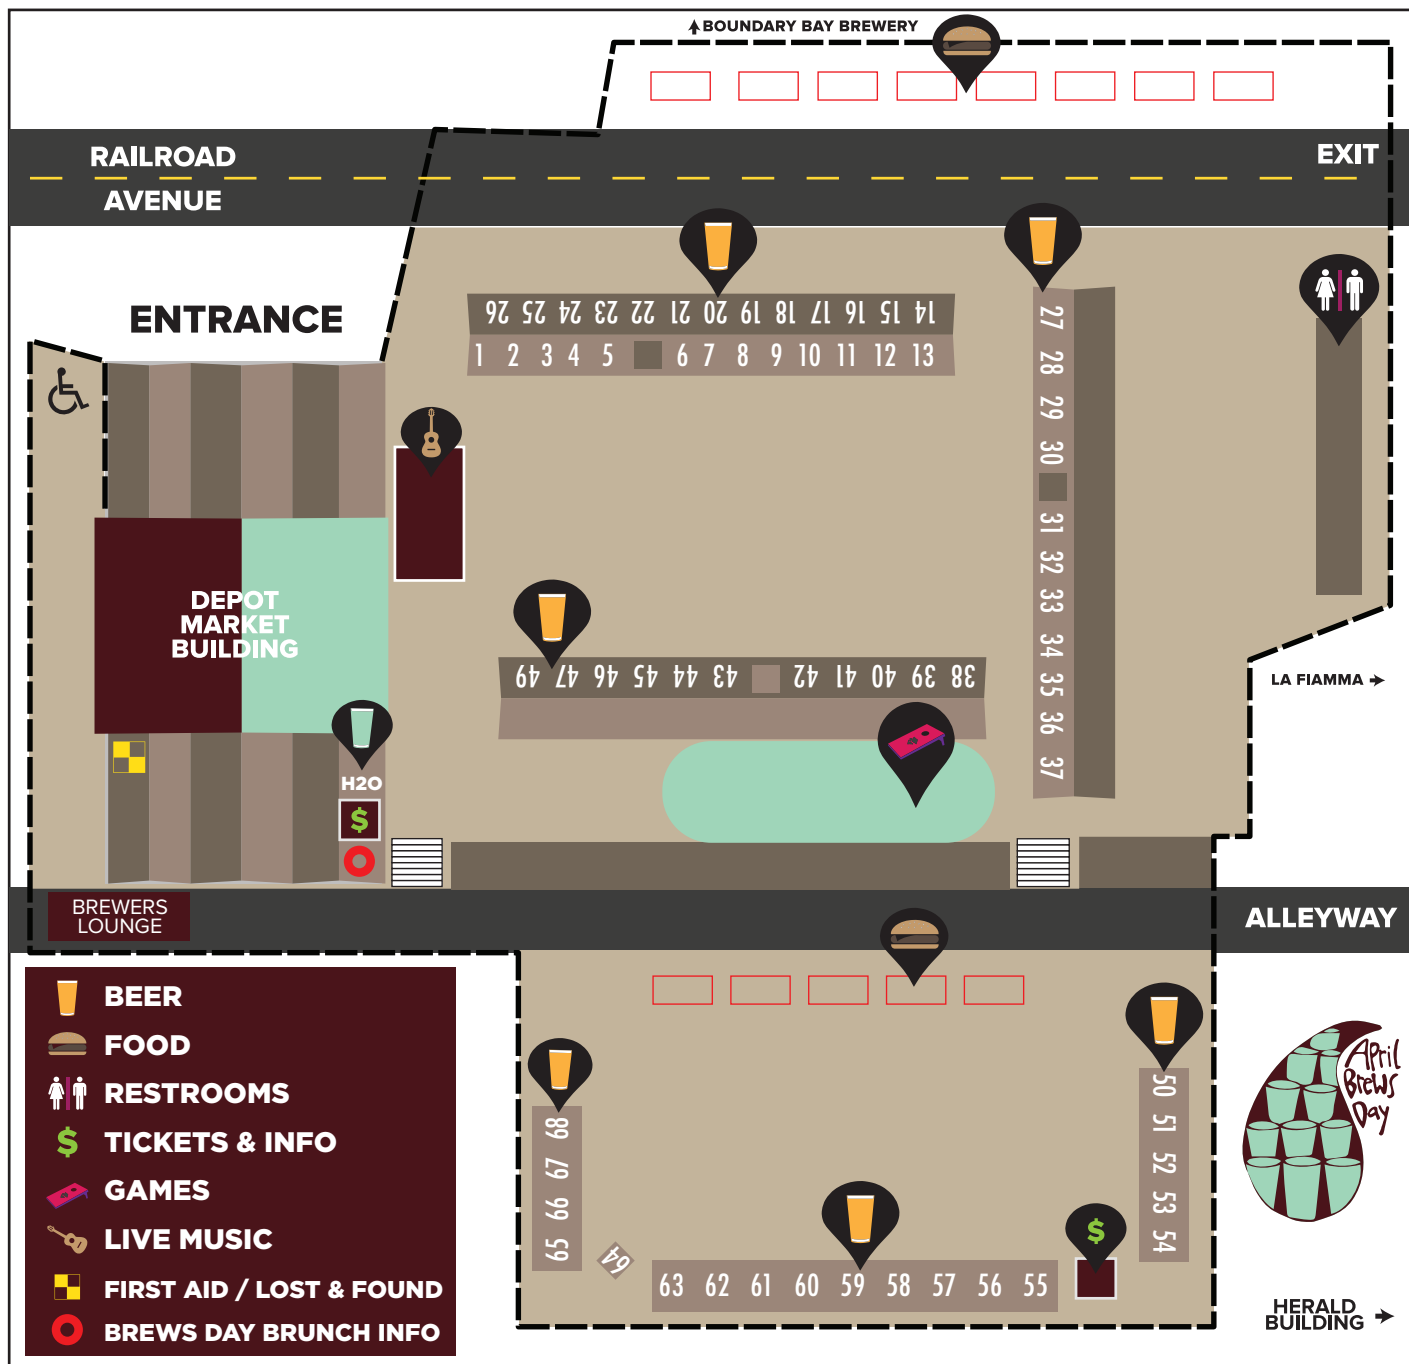 BOUNDARY BAY BREWERY
RAILROAD
AVENUE
EXIT
ENTRANCE
26 25 24 23 22 21 20 19 18 17 16 15 14
1 2 3 4 5 6 7 8 9 10 11 12 13
27
28
29
30
31
32
33
34
35
36
37
DEPOT
MARKET
BUILDING
49 47 46 45 44 43 42 41 40 39 38
LA FIAMMA
H2O
$
BREWERS
LOUNGE
ALLEYWAY
BEER
FOOD
RESTROOMS
$ TICKETS & INFO
GAMES
LIVE MUSIC
FIRST AID / LOST & FOUND
BREWS DAY BRUNCH INFO
68
67
66
65
64
63 62 61 60 59 58 57 56 55
$
50
51
52
53
54
April
Brews
Day
HERALD
BUILDING